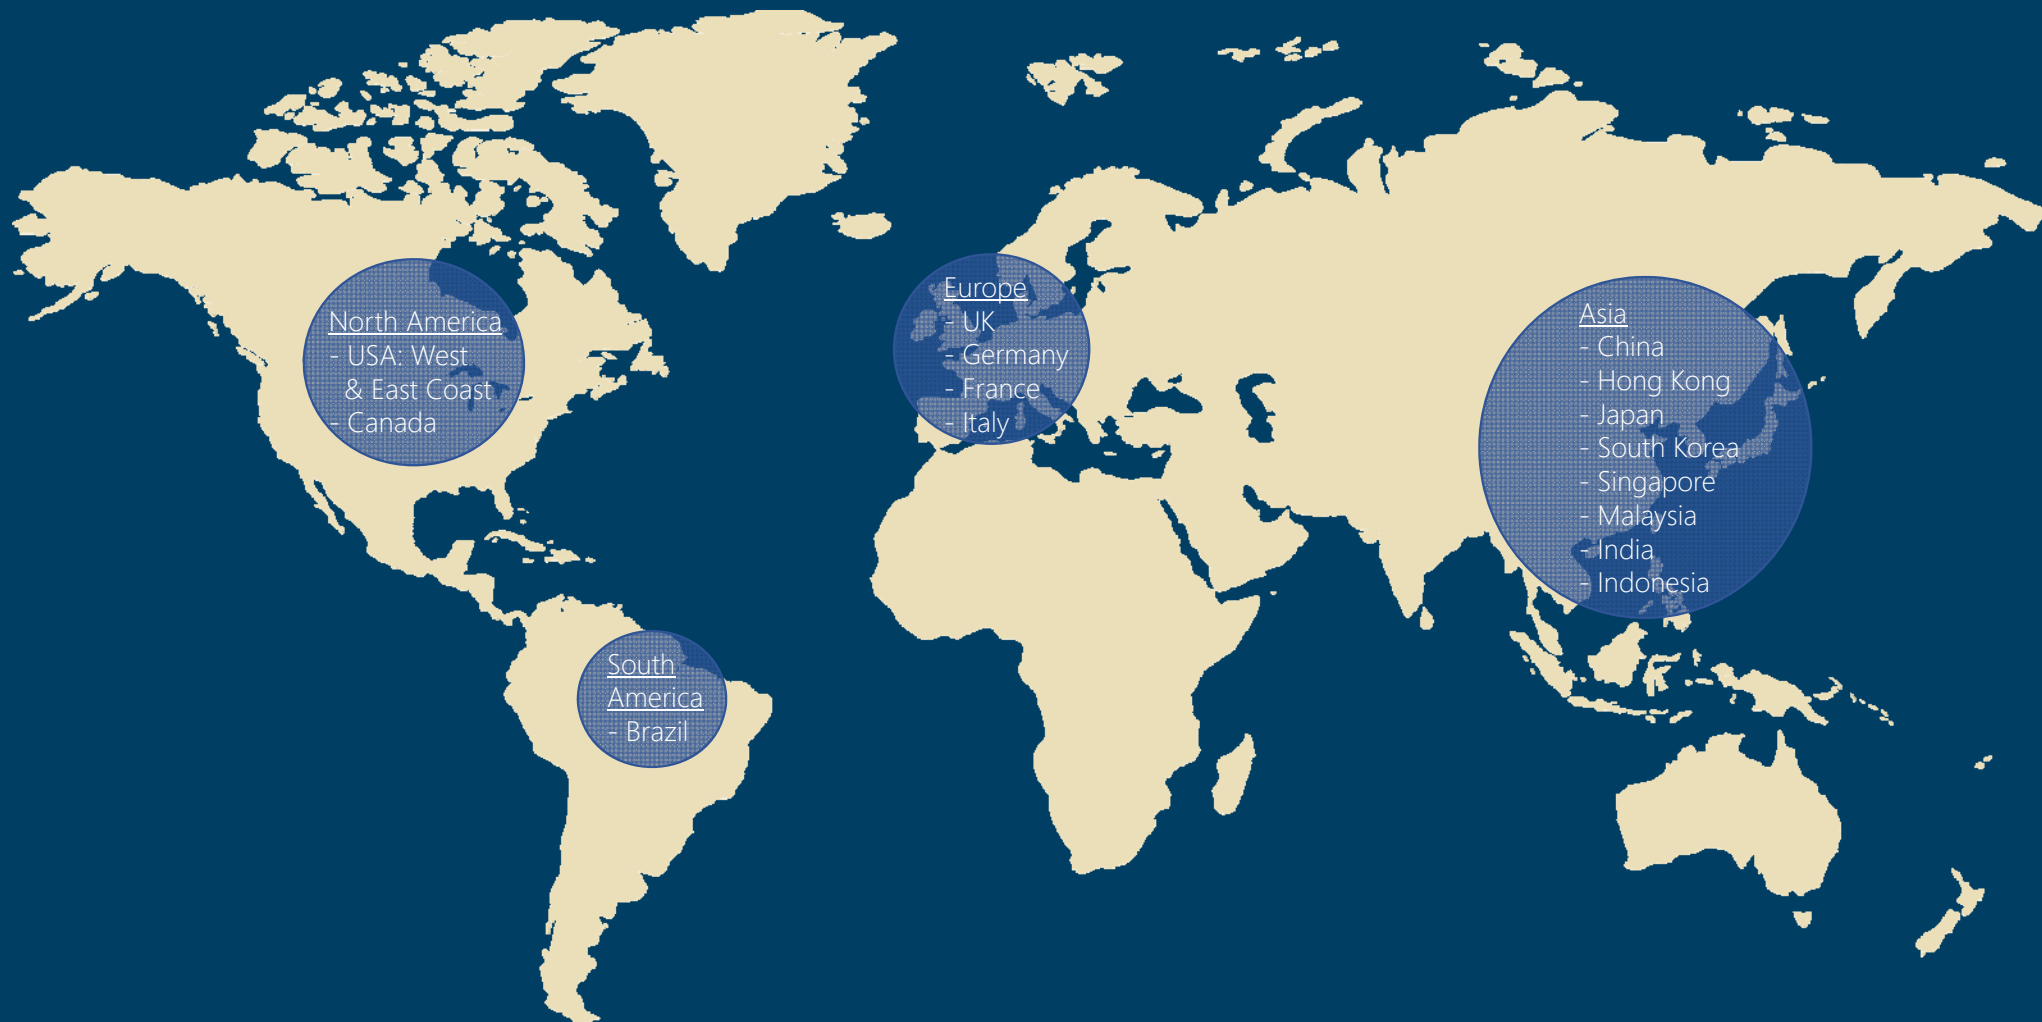 North America
- USA: West
& East Coast
- Canada
Europe
- UK
- Germany
- France
- Italy
Asia
- China
- Hong Kong
- Japan
- South Korea
- Singapore
- Malaysia
- India
- Indonesia
South
America
- Brazil